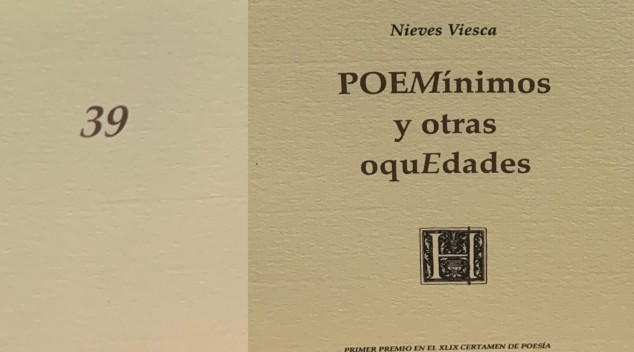 39
Nieves Viesca
POEMínimos
y otras
oquEdades
H
PRIMER PREMIO EN EL XLIX CERTAMEN DE POESÍA